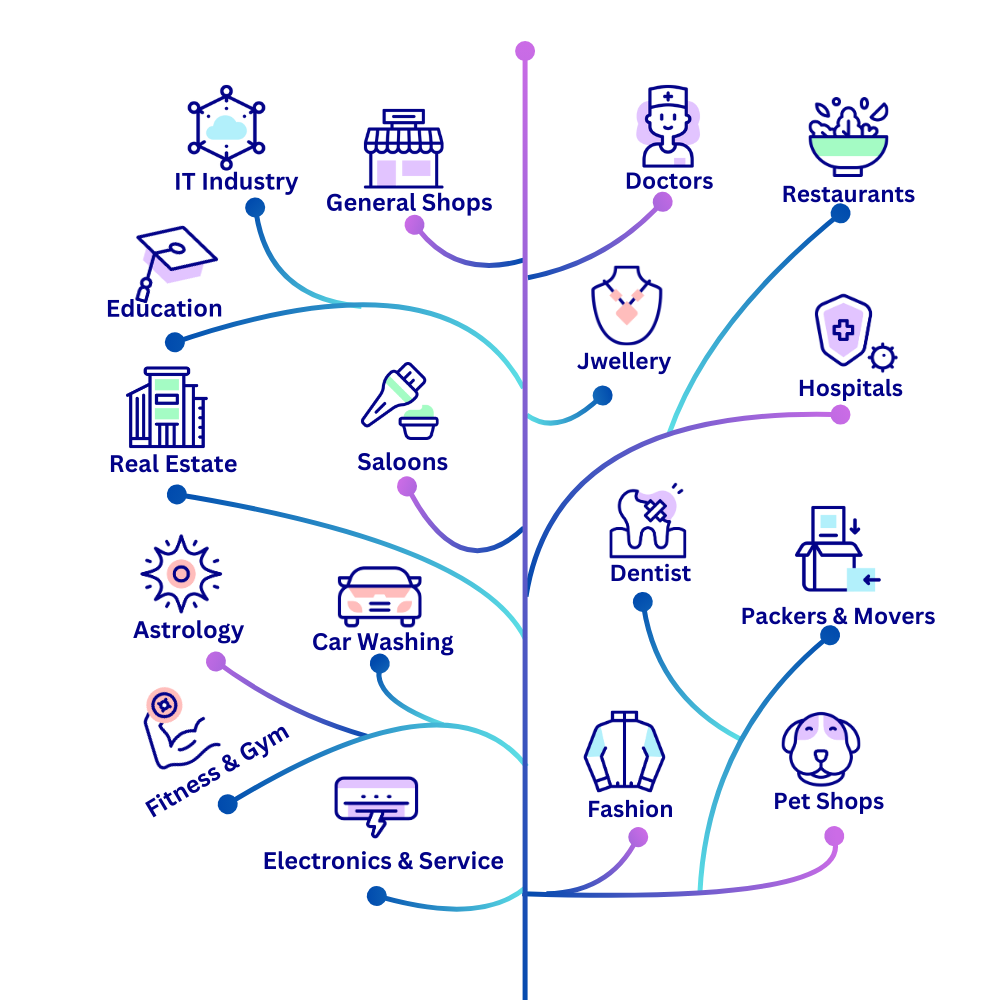 IT Industry
General Shops
Doctors
Restaurants
Education
Jwellery
Hospitals
Real Estate
Saloons
Dentist
Packers & Movers
Astrology
Car Washing
Fitness & Gym
Fashion
Pet Shops
Electronics & Service